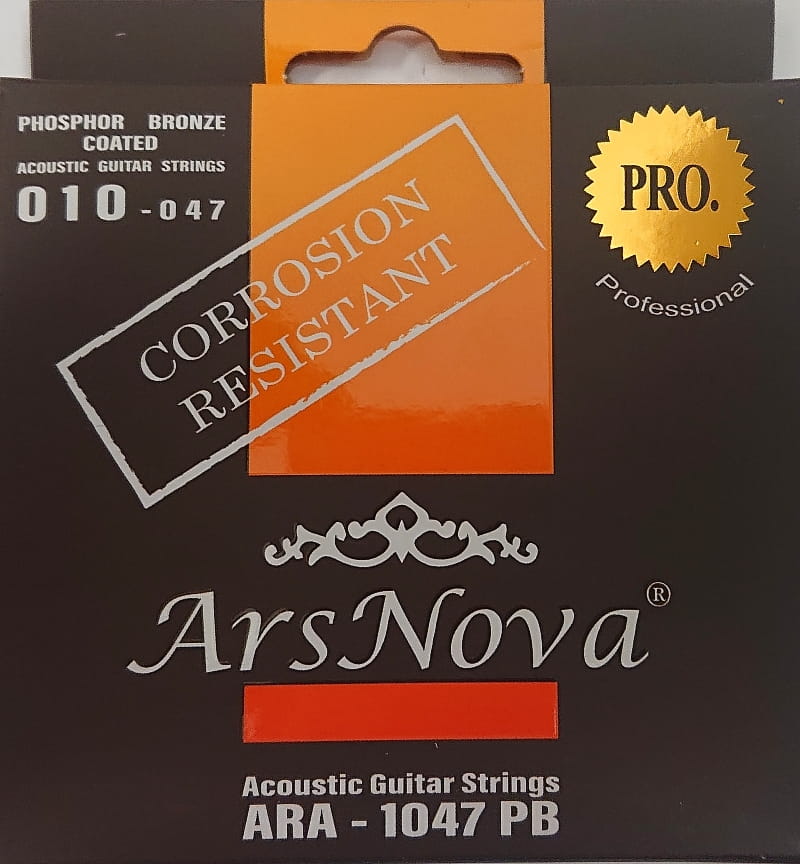 PHOSPHOR BRONZE
COATED
ACOUSTIC GUITAR STRINGS
010-047
PRO.
Professional
CORROSION
RESISTANT
ArsNova®
Acoustic Guitar Strings
ARA - 1047 PB